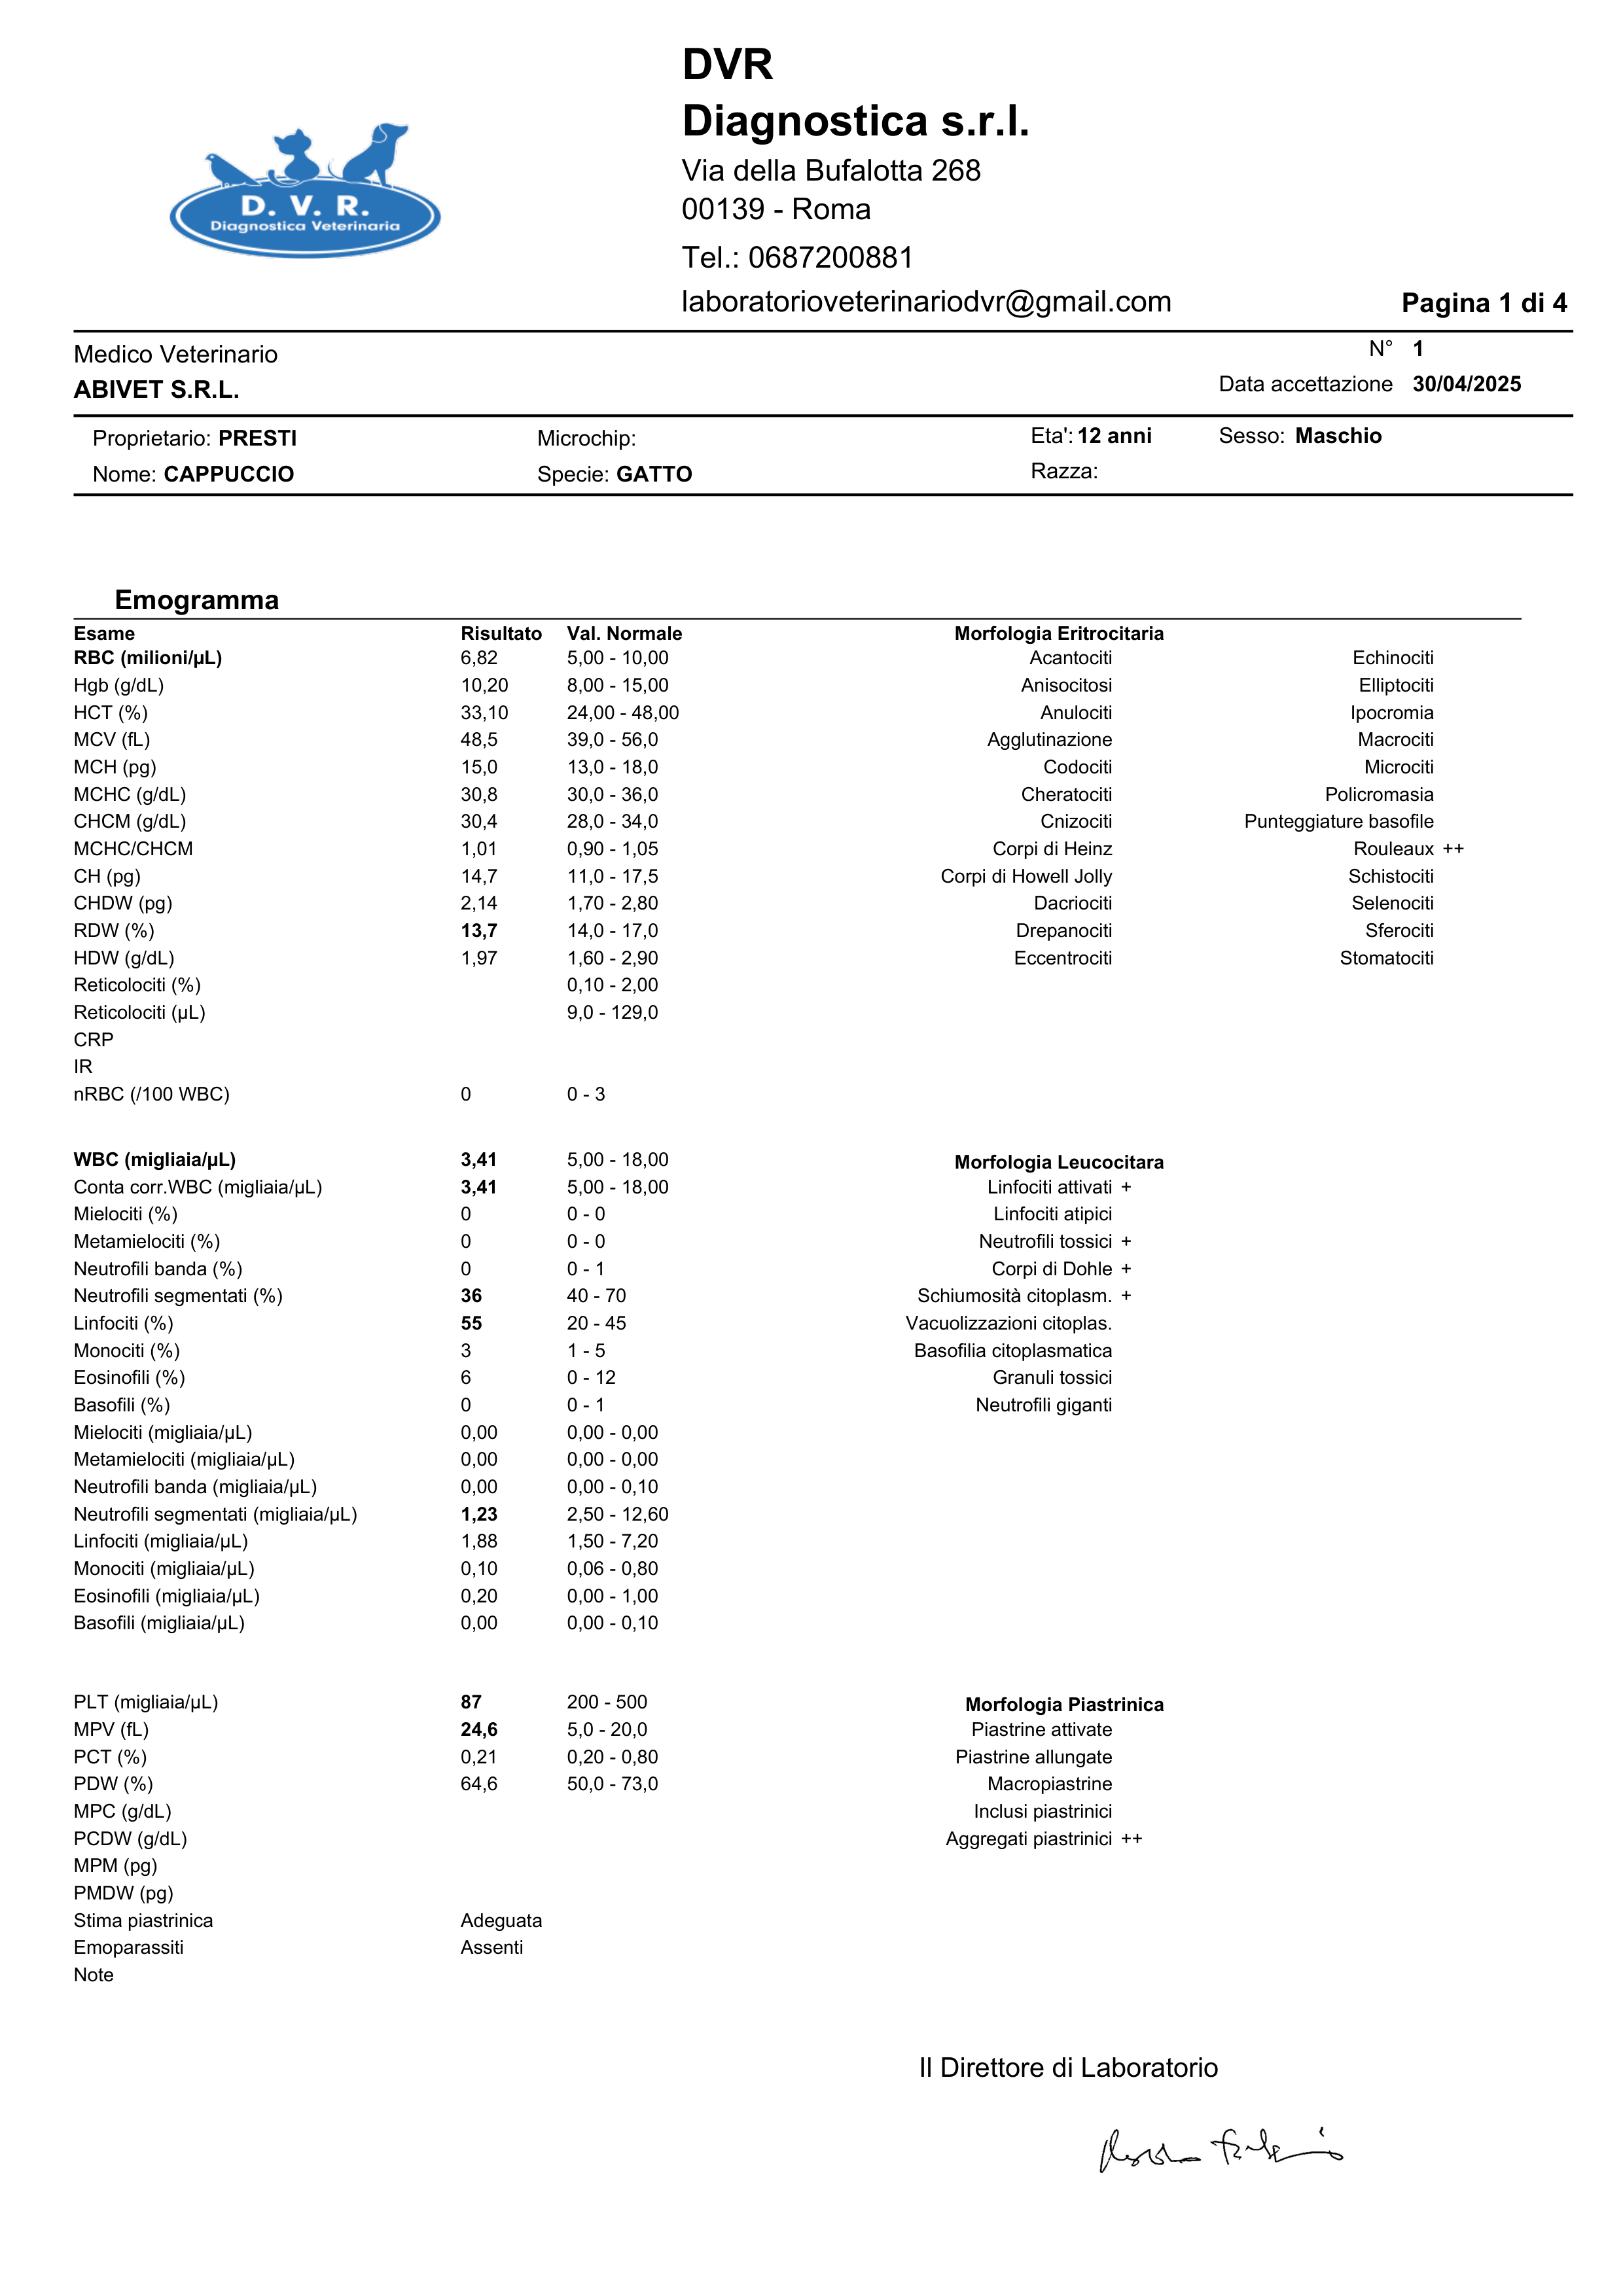 DVR
Diagnostica s.r.l.
Via della Bufalotta 268
00139 - Roma
Tel.: 0687200881
laboratorioveterinariodvr@gmail.com
D. V. R.
Diagnostica Veterinaria
Pagina 1 di 4
Medico Veterinario
ABIVET S.R.L.
N° 1
Data accettazione 30/04/2025
Proprietario: PRESTI Microchip: Eta': 12 anni Sesso: Maschio
Nome: CAPPUCCIO Specie: GATTO Razza:
Emogramma
Esame Risultato Val. Normale Morfologia Eritrocitaria
RBC (milioni/µL) 6,82 5,00 - 10,00 Acantociti Echinociti
Hgb (g/dL) 10,20 8,00 - 15,00 Anisocitosi Elliptociti
HCT (%) 33,10 24,00 - 48,00 Anulociti Ipocromia
MCV (fL) 48,5 39,0 - 56,0 Agglutinazione Macrociti
MCH (pg) 15,0 13,0 - 18,0 Codociti Microciti
MCHC (g/dL) 30,8 30,0 - 36,0 Cheratociti Policromasia
CHCM (g/dL) 30,4 28,0 - 34,0 Cnizociti Punteggiature basofile
MCHC/CHCM 1,01 0,90 - 1,05 Corpi di Heinz Rouleaux ++
CH (pg) 14,7 11,0 - 17,5 Corpi di Howell Jolly Schistociti
CHDW (pg) 2,14 1,70 - 2,80 Dacriociti Selenociti
RDW (%) 13,7 14,0 - 17,0 Drepanociti Sferociti
HDW (g/dL) 1,97 1,60 - 2,90 Eccentrociti Stomatociti
Reticolociti (%) 0,10 - 2,00
Reticolociti (µL) 9,0 - 129,0
CRP
IR
nRBC (/100 WBC) 0 0 - 3
WBC (migliaia/µL) 3,41 5,00 - 18,00 Morfologia Leucocitara
Conta corr.WBC (migliaia/µL) 3,41 5,00 - 18,00 Linfociti attivati +
Mielociti (%) 0 0 - 0 Linfociti atipici
Metamielociti (%) 0 0 - 0 Neutrofili tossici +
Neutrofili banda (%) 0 0 - 1 Corpi di Dohle +
Neutrofili segmentati (%) 36 40 - 70 Schiumosità citoplasm. +
Linfociti (%) 55 20 - 45 Vacuolizzazioni citoplas.
Monociti (%) 3 1 - 5 Basofilia citoplasmatica
Eosinofili (%) 6 0 - 12 Granuli tossici
Basofili (%) 0 0 - 1 Neutrofili giganti
Mielociti (migliaia/µL) 0,00 0,00 - 0,00
Metamielociti (migliaia/µL) 0,00 0,00 - 0,00
Neutrofili banda (migliaia/µL) 0,00 0,00 - 0,10
Neutrofili segmentati (migliaia/µL) 1,23 2,50 - 12,60
Linfociti (migliaia/µL) 1,88 1,50 - 7,20
Monociti (migliaia/µL) 0,10 0,06 - 0,80
Eosinofili (migliaia/µL) 0,20 0,00 - 1,00
Basofili (migliaia/µL) 0,00 0,00 - 0,10
PLT (migliaia/µL) 87 200 - 500 Morfologia Piastrinica
MPV (fL) 24,6 5,0 - 20,0 Piastrine attivate
PCT (%) 0,21 0,20 - 0,80 Piastrine allungate
PDW (%) 64,6 50,0 - 73,0 Macropiastrine
MPC (g/dL) Inclusi piastrinici
PCDW (g/dL) Aggregati piastrinici ++
MPM (pg)
PMDW (pg)
Stima piastrinica Adeguata
Emoparassiti Assenti
Note
Il Direttore di Laboratorio